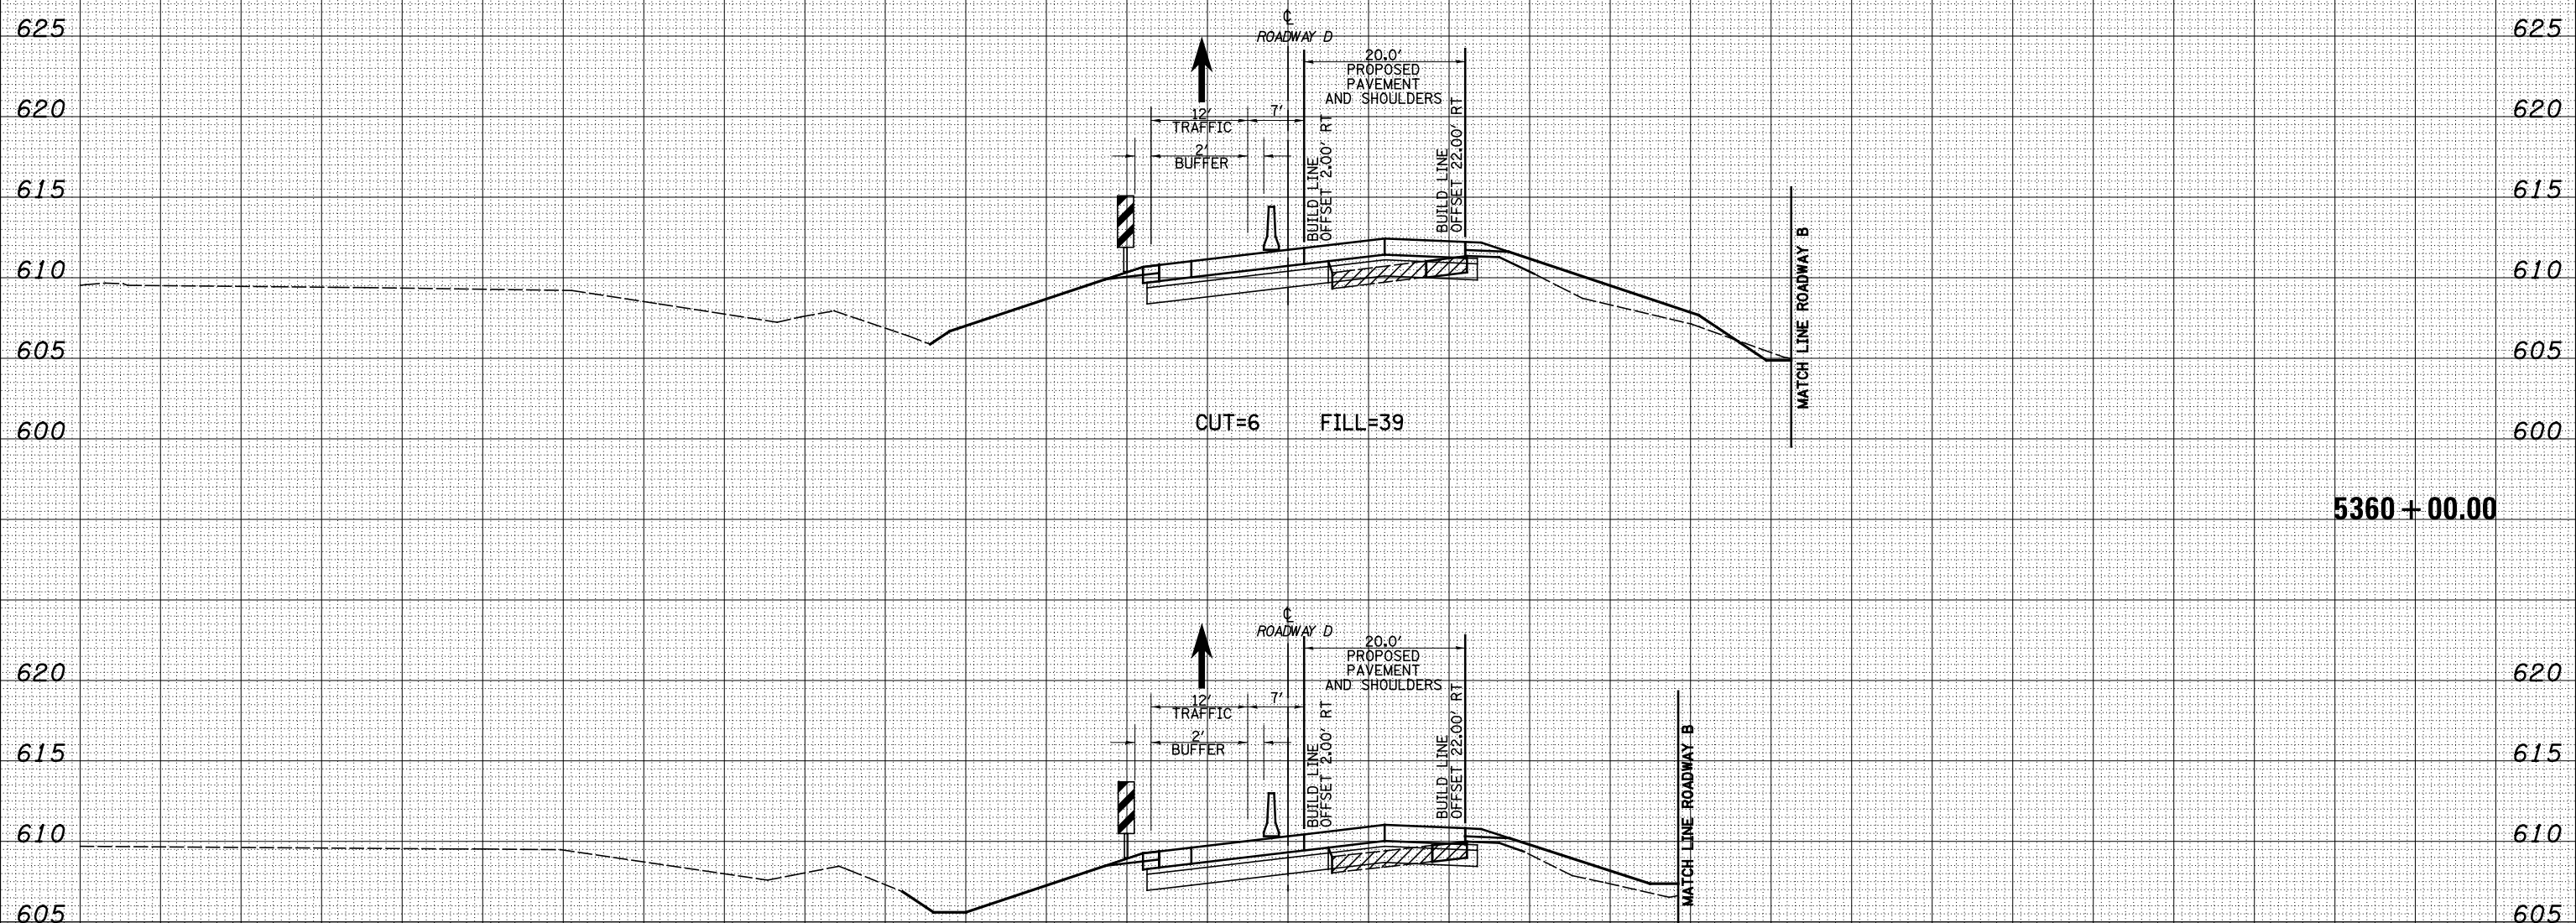 625 625
℄
ROADWAY D
20.0'
PROPOSED
PAVEMENT
AND SHOULDERS
620 620
12'
TRAFFIC
7'
2'
BUFFER
BUILD LINE
OFFSET 2.00' RT
BUILD LINE
OFFSET 22.00' RT
615 615
MATCH LINE ROADWAY B
610 610
605 605
CUT=6 FILL=39
600 600
5360+00.00
℄
ROADWAY D
20.0'
PROPOSED
PAVEMENT
AND SHOULDERS
620 620
12'
TRAFFIC
7'
2'
BUFFER
BUILD LINE
OFFSET 2.00' RT
BUILD LINE
OFFSET 22.00' RT
615 615
MATCH LINE ROADWAY B
610 610
605 605